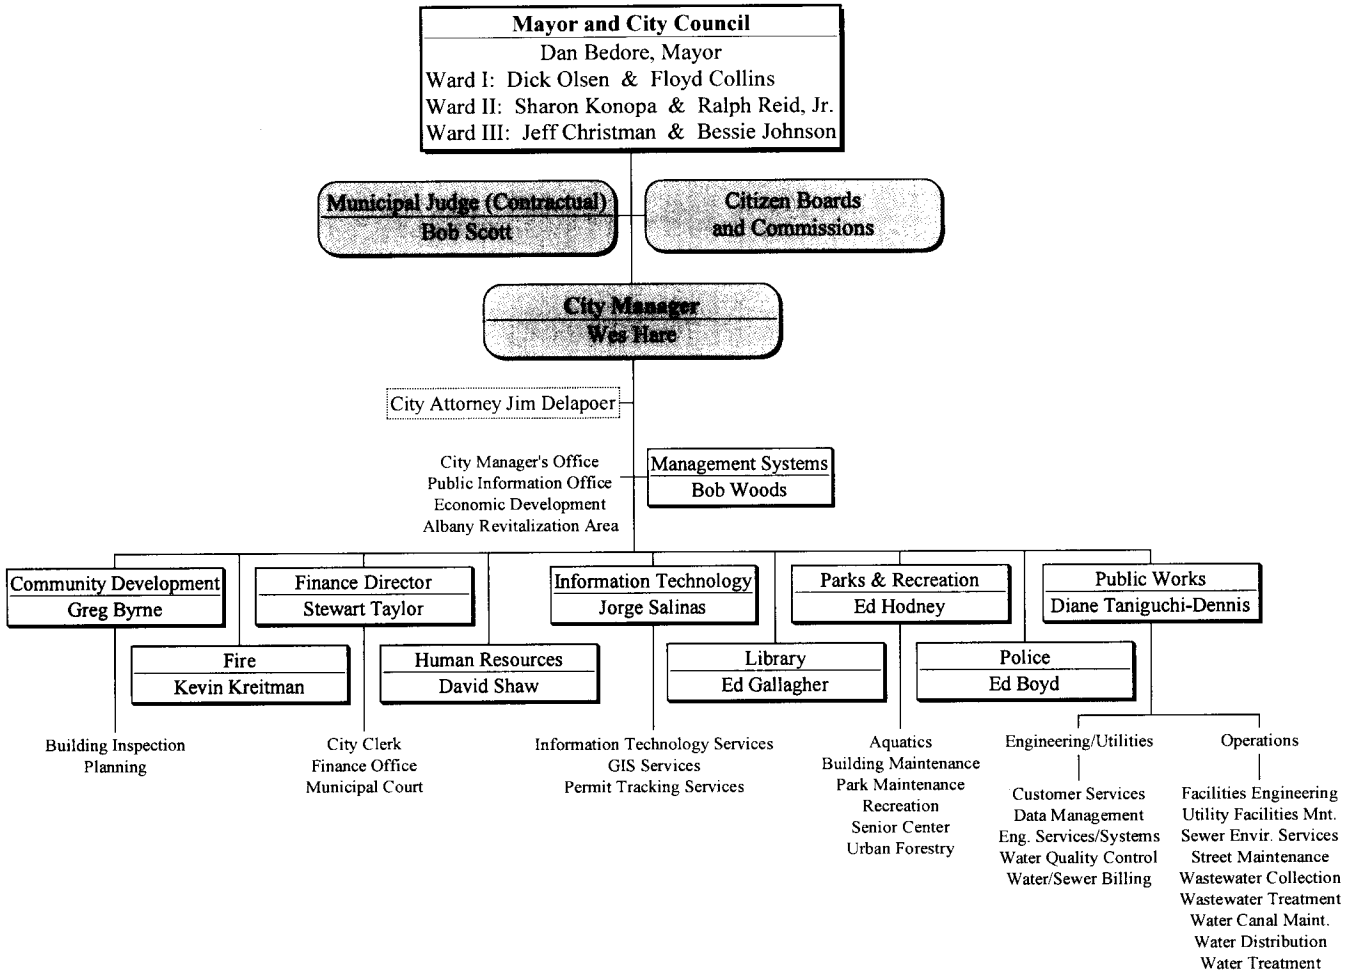 Mayor and City Council
Dan Bedore, Mayor
Ward I: Dick Olsen & Floyd Collins
Ward II: Sharon Konopa & Ralph Reid, Jr.
Ward III: Jeff Christman & Bessie Johnson
Municipal Judge (Contractual)
Bob Scott
Citizen Boards
and Commissions
City Manager
Wes Hare
City Attorney Jim Delapoer
City Manager's Office
Public Information Office
Economic Development
Albany Revitalization Area
Management Systems
Bob Woods
Community Development
Greg Byrne
Finance Director
Stewart Taylor
Information Technology
Jorge Salinas
Parks & Recreation
Ed Hodney
Public Works
Diane Taniguchi-Dennis
Fire
Kevin Kreitman
Human Resources
David Shaw
Library
Ed Gallagher
Police
Ed Boyd
Building Inspection
Planning
City Clerk
Finance Office
Municipal Court
Information Technology Services
GIS Services
Permit Tracking Services
Aquatics
Building Maintenance
Park Maintenance
Recreation
Senior Center
Urban Forestry
Engineering/Utilities
Customer Services
Data Management
Eng. Services/Systems
Water Quality Control
Water/Sewer Billing
Operations
Facilities Engineering
Utility Facilities Mnt.
Sewer Envir. Services
Street Maintenance
Wastewater Collection
Wastewater Treatment
Water Canal Maint.
Water Distribution
Water Treatment